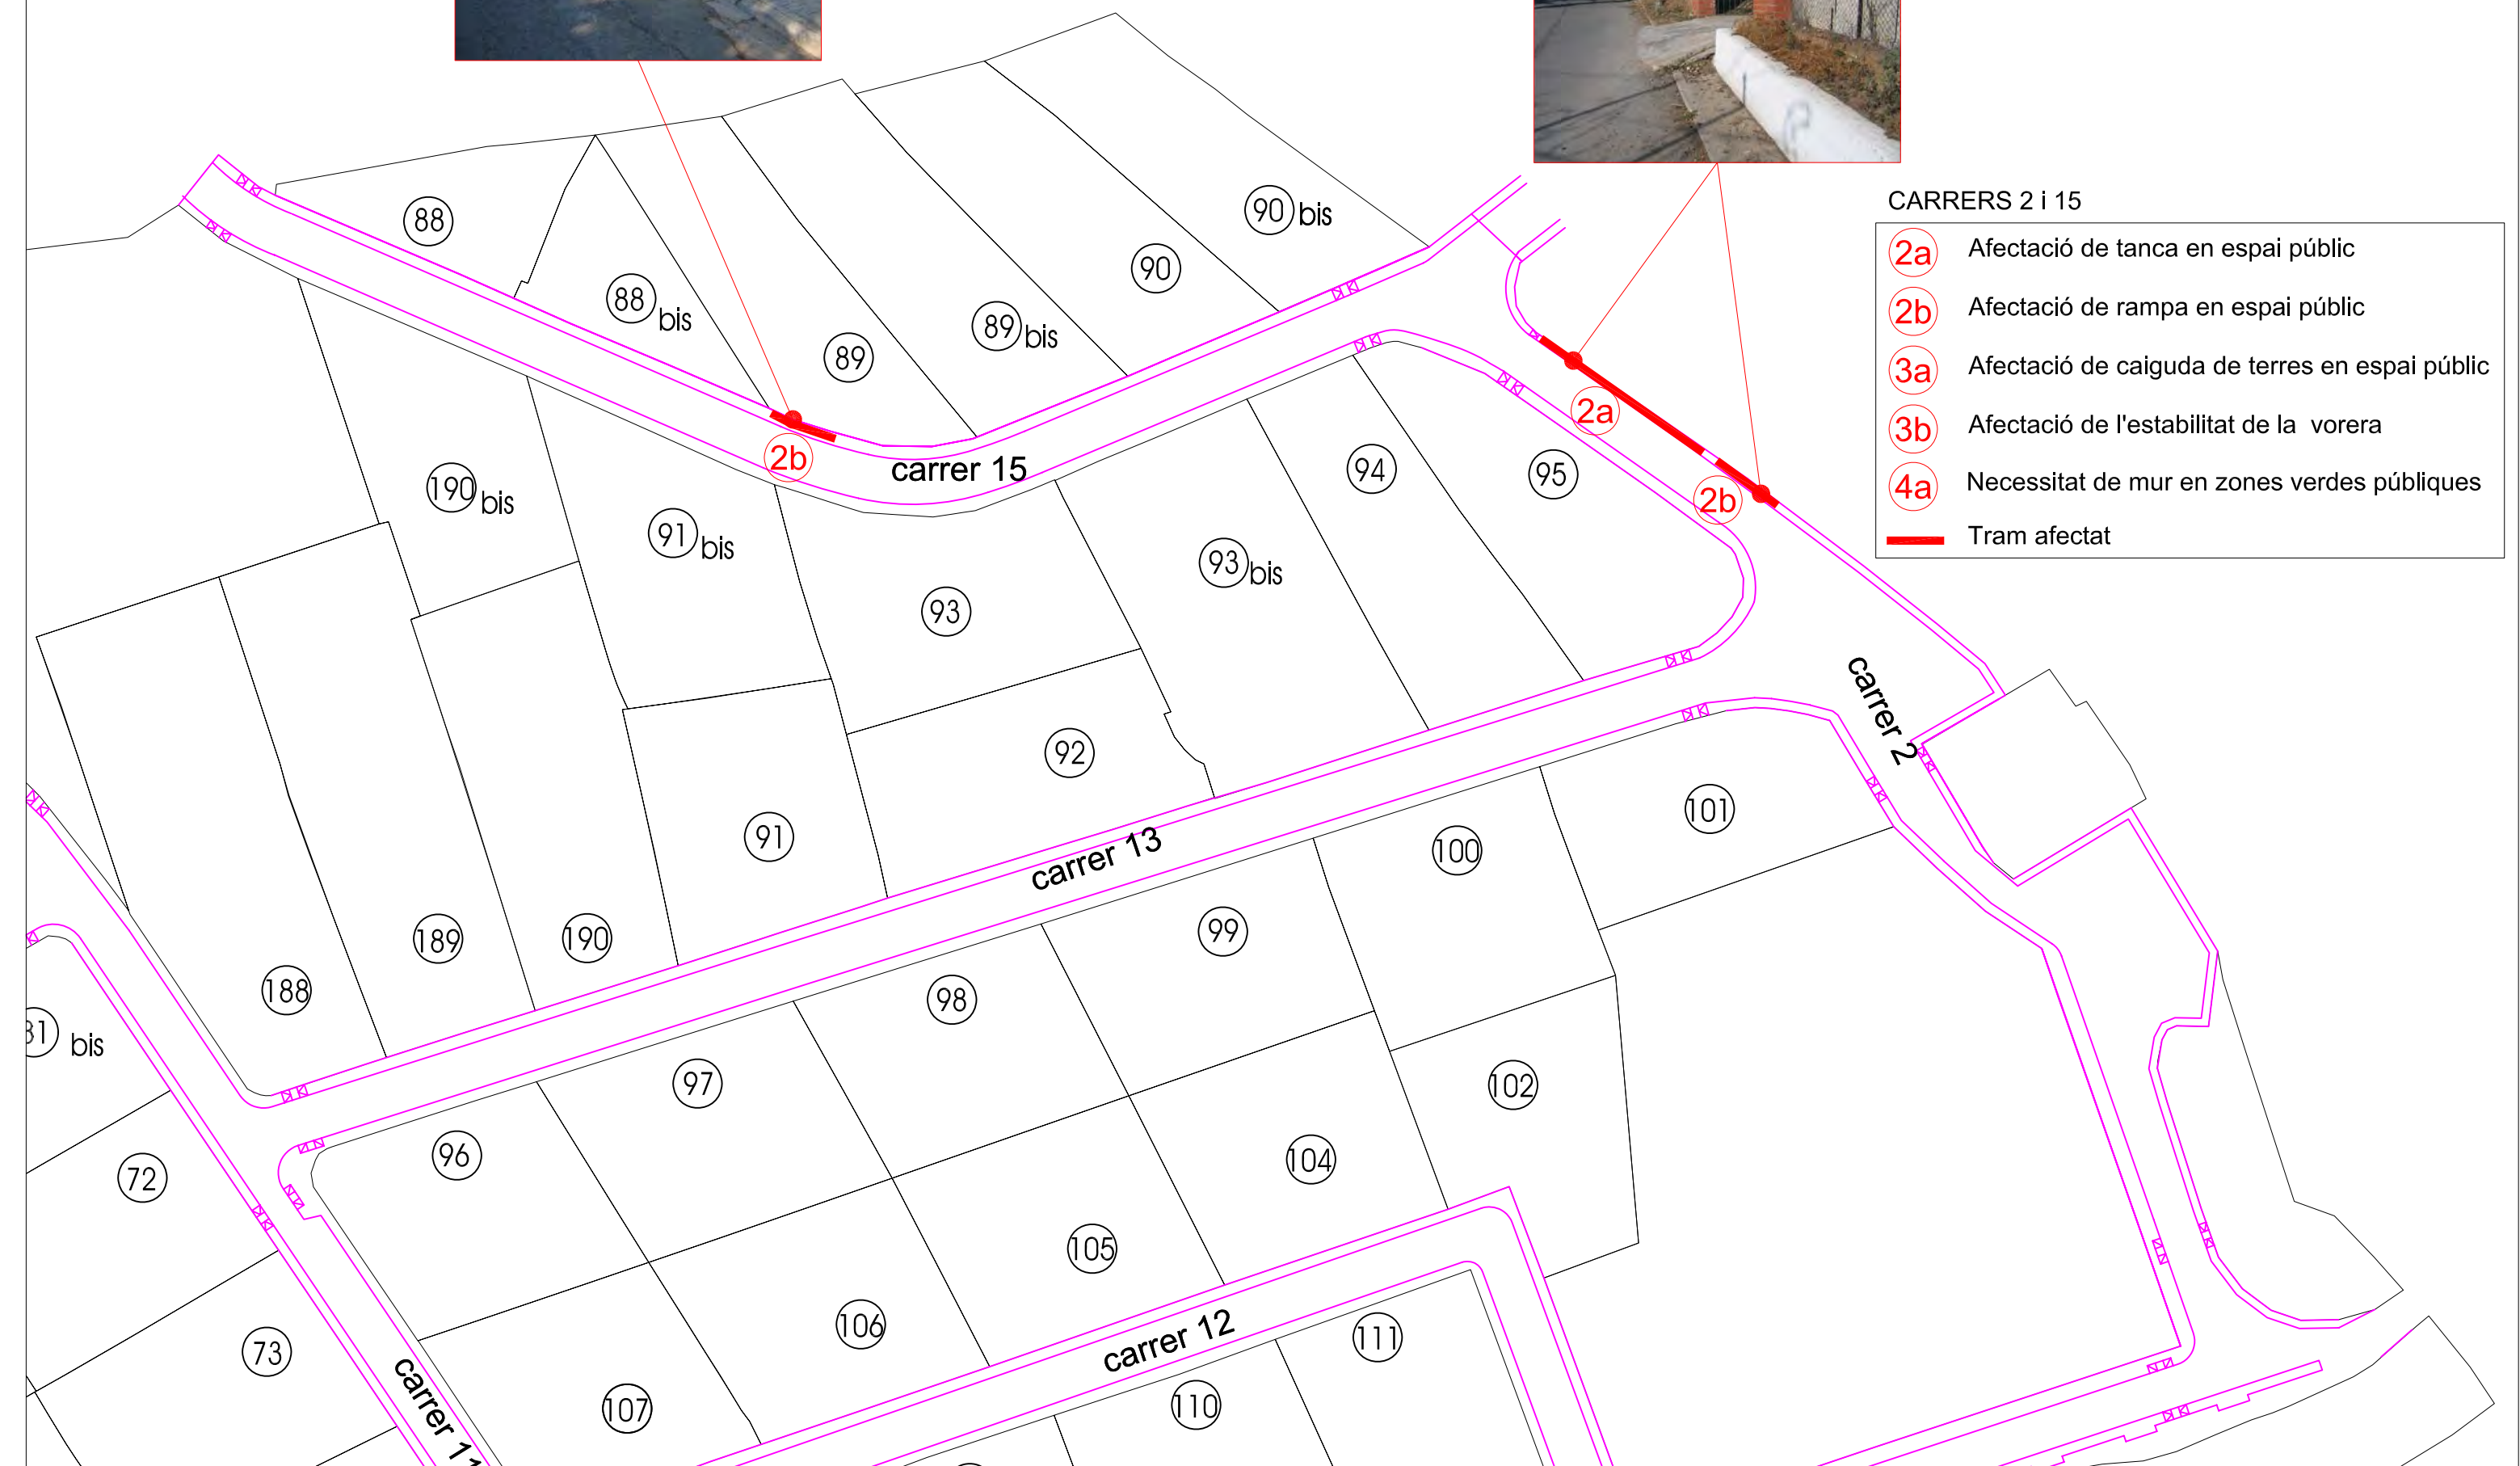 CARRERS 2 i 15
2a Afectació de tanca en espai públic
2b Afectació de rampa en espai públic
3a Afectació de caiguda de terres en espai públic
3b Afectació de l'estabilitat de la vorera
4a Necessitat de mur en zones verdes públiques
Tram afectat
88
88 bis
89
89 bis
90
90 bis
2b
carrer 15
2a
2b
190 bis
91 bis
93
93 bis
94
95
92
91
190
189
188
carrer 13
carrer 2
101
100
99
98
97
96
bis
72
73
102
104
105
106
107
carrer 12
carrer 11
110
111